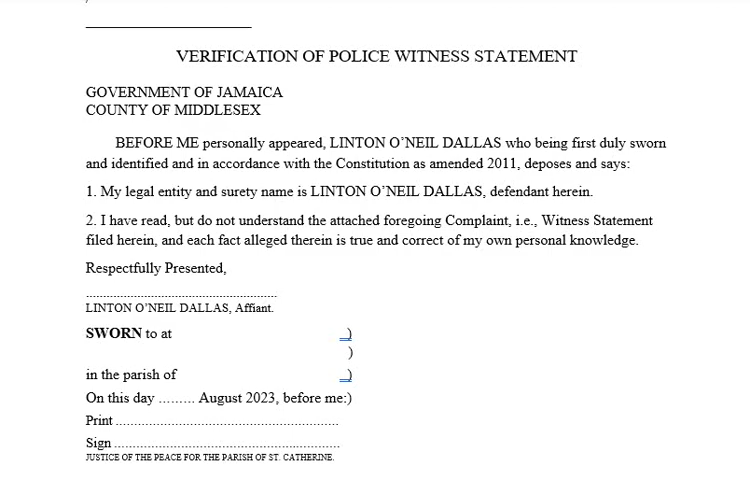 VERIFICATION OF POLICE WITNESS STATEMENT
GOVERNMENT OF JAMAICA
COUNTY OF MIDDLESEX
BEFORE ME personally appeared, LINTON O’NEIL DALLAS who being first duly sworn
and identified and in accordance with the Constitution as amended 2011, deposes and says:
1. My legal entity and surety name is LINTON O’NEIL DALLAS, defendant herein.
2. I have read, but do not understand the attached foregoing Complaint, i.e., Witness Statement
filed herein, and each fact alleged therein is true and correct of my own personal knowledge.
Respectfully Presented,
.........................................................
LINTON O’NEIL DALLAS, Affiant.
SWORN to at )
)
in the parish of )
On this day ......... August 2023, before me:)
Print ...................................................................
Sign ....................................................................
JUSTICE OF THE PEACE FOR THE PARISH OF ST. CATHERINE.